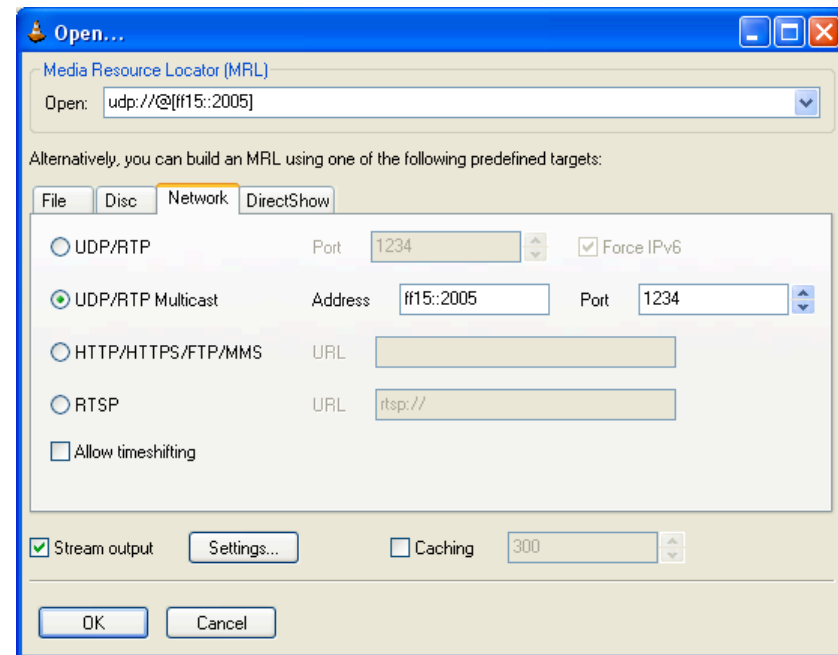 Open...
Media Resource Locator (MRL)
Open: udp://@[ff15::2005]
Alternatively, you can build an MRL using one of the following predefined targets:
File Disc Network DirectShow
UDP/RTP Port 1234 Force IPv6
UDP/RTP Multicast Address ff15::2005 Port 1234
HTTP/HTTPS/FTP/MMS URL
RTSP URL rtsp://
Allow timeshifting
Stream output Settings... Caching 300
OK Cancel